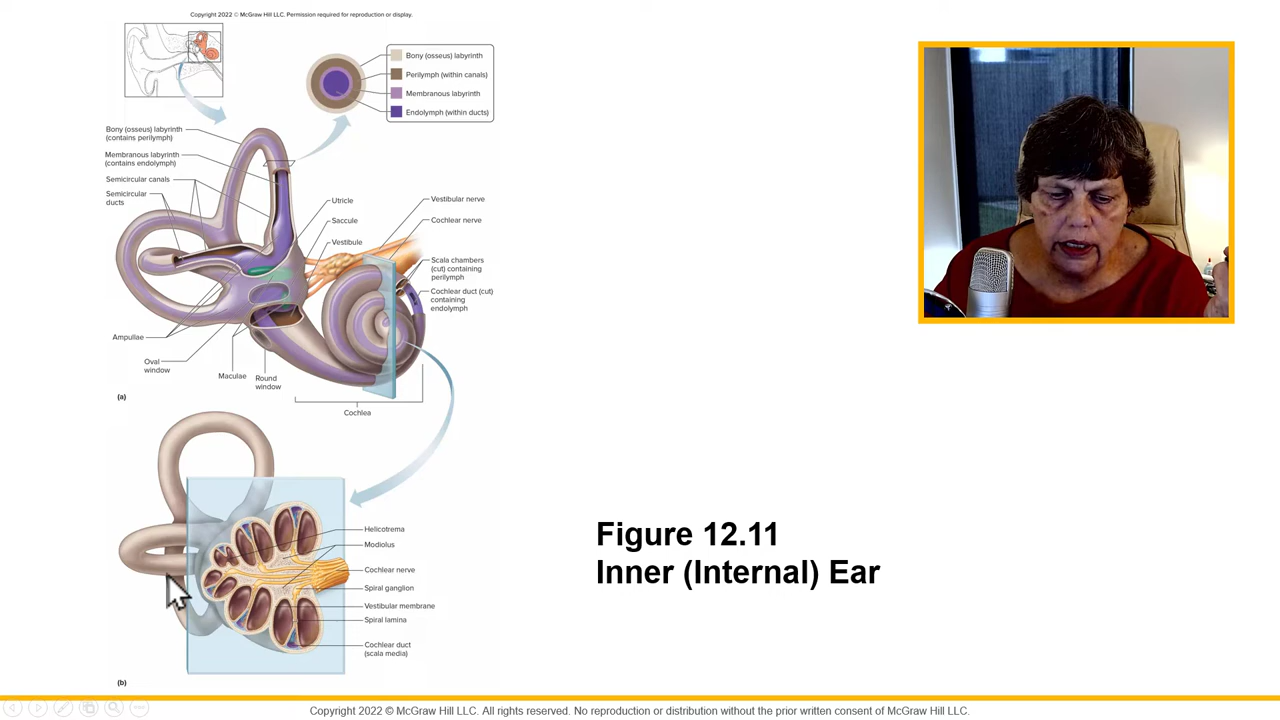 Copyright 2022 © McGraw Hill LLC. Permission required for reproduction or display.
Bony (osseus) labyrinth
Perilymph (within canals)
Membranous labyrinth
Endolymph (within ducts)
Bony (osseus) labyrinth
(contains perilymph)
Membranous labyrinth
(contains endolymph)
Semicircular canals
Semicircular
ducts
Utricle
Saccule
Vestibule
Vestibular nerve
Cochlear nerve
Scala chambers
(cut) containing
perilymph
Cochlear duct (cut)
containing
endolymph
Ampullae
Oval
window
Maculae
Round
window
Cochlea
(a)
Helicotrema
Modiolus
Cochlear nerve
Spiral ganglion
Vestibular membrane
Spiral lamina
Cochlear duct
(scala media)
(b)
Figure 12.11
Inner (Internal) Ear
Copyright 2022 © McGraw Hill LLC. All rights reserved. No reproduction or distribution without the prior written consent of McGraw Hill LLC.